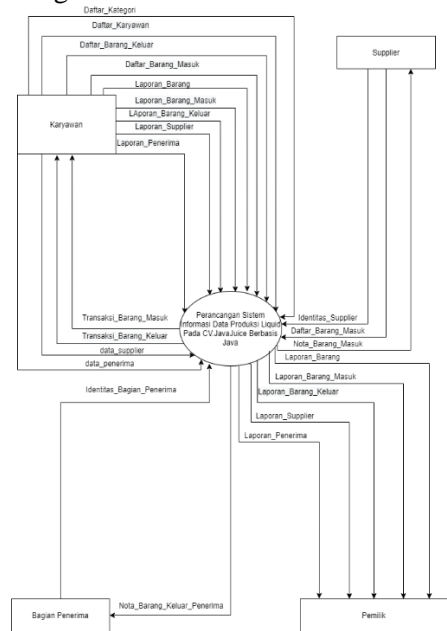 Daftar_Kategori
Daftar_Karyawan
Daftar_Barang_Keluar
Daftar_Barang_Masuk
Laporan_Barang
Laporan_Barang_Masuk
LAporan_Barang_Keluar
Laporan_Supplier
Laporan_Penerima
Karyawan
Supplier
Perancangan Sistem
Informasi Data Produksi Liquid
Pada CV.JavaJuice Berbasis
Java
Transaksi_Barang_Masuk
Transaksi_Barang_Keluar
data_supplier
data_penerima
Identitas_Bagian_Penerima
Identitas_Supplier
Daftar_Barang_Masuk
Nota_Barang_Masuk
Laporan_Barang
Laporan_Barang_Masuk
Laporan_Barang_Keluar
Laporan_Supplier
Laporan_Penerima
Nota_Barang_Keluar_Penerima
Bagian Penerima
Pemilik